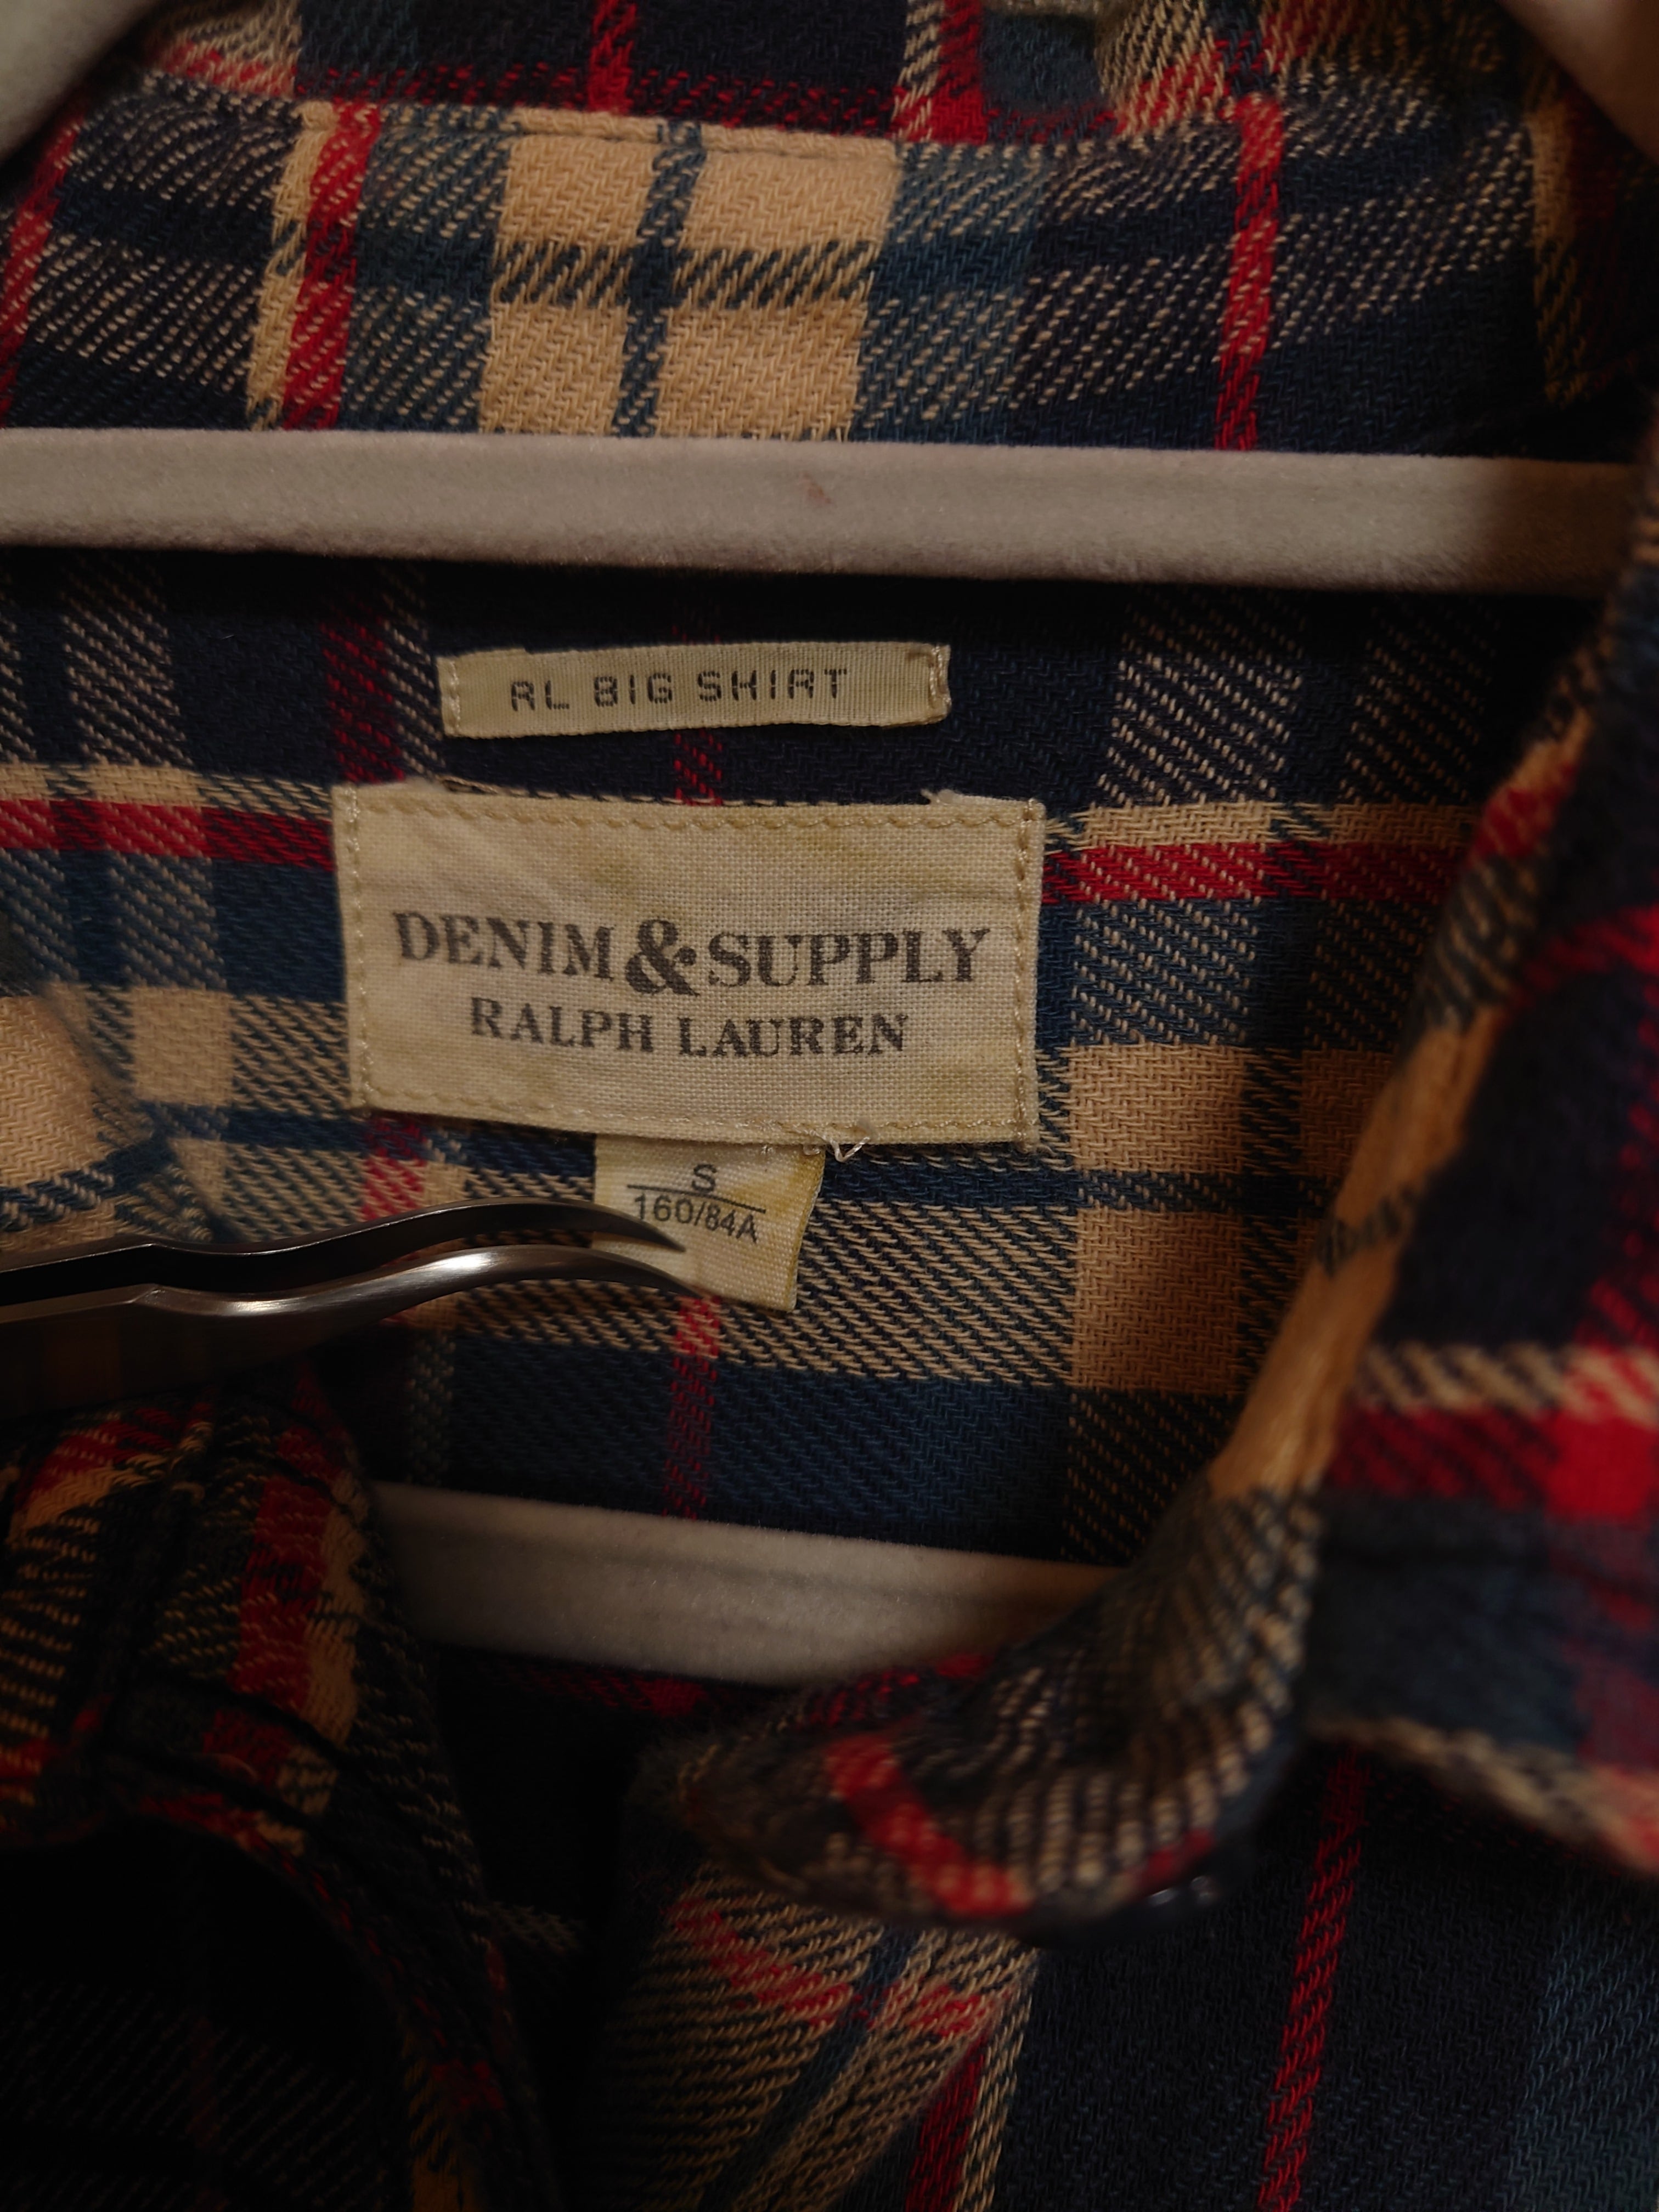 RL BIG SHIRT
DENIM & SUPPLY
RALPH LAUREN
S
160/84A